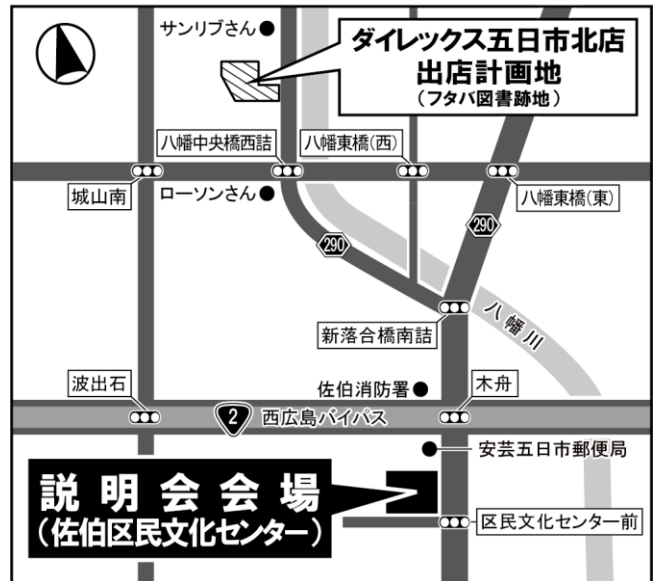 サンリブさん
ダイレックス五日市北店
出店計画地
(フタバ図書跡地)
八幡中央橋西詰
八幡東橋(西)
城山南
ローソンさん
八幡東橋(東)
290
290
新落合橋南詰
八幡川
波出石
佐伯消防署
木舟
2
西広島バイパス
安芸五日市郵便局
説明会会場
(佐伯区民文化センター)
区民文化センター前